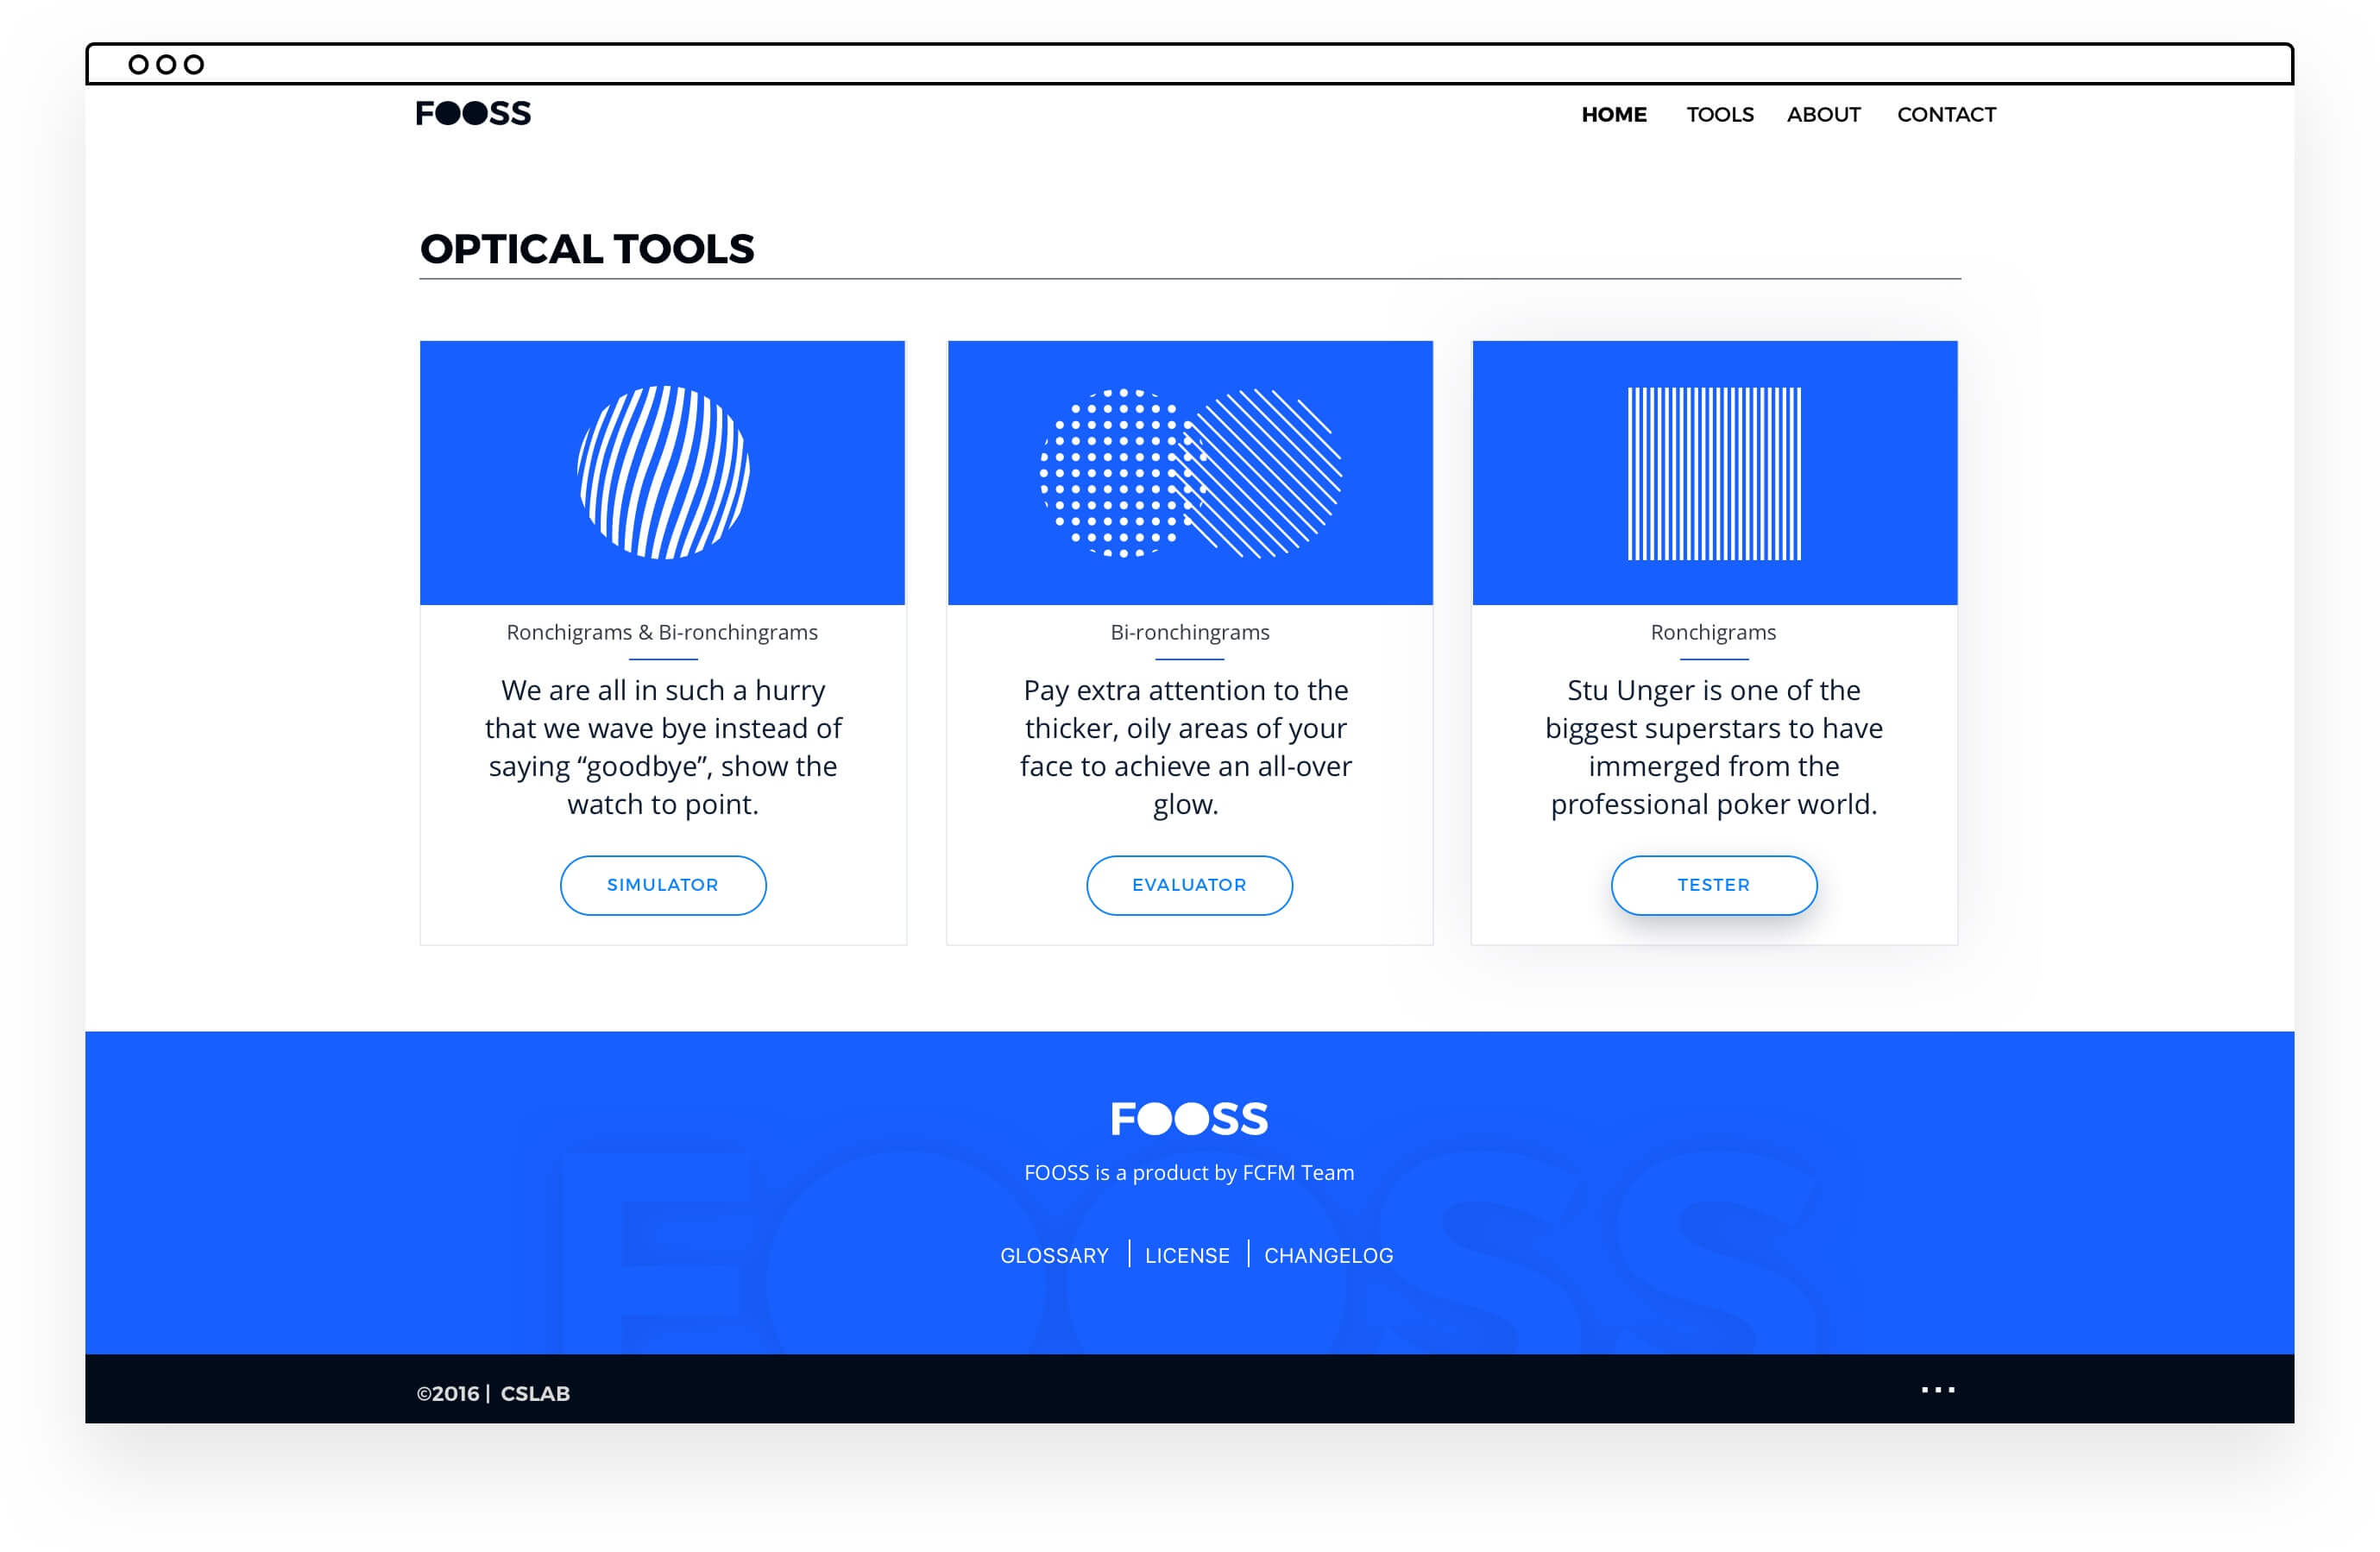 FOOSS
HOME TOOLS ABOUT CONTACT
OPTICAL TOOLS
Ronchigrams & Bi-ronchingrams
We are all in such a hurry
that we wave bye instead of
saying “goodbye”, show the
watch to point.
SIMULATOR
Bi-ronchingrams
Pay extra attention to the
thicker, oily areas of your
face to achieve an all-over
glow.
EVALUATOR
Ronchigrams
Stu Unger is one of the
biggest superstars to have
immerged from the
professional poker world.
TESTER
FOOSS
FOOSS is a product by FCFM Team
GLOSSARY | LICENSE | CHANGELOG
FOOSS
©2016 | CSLAB
...